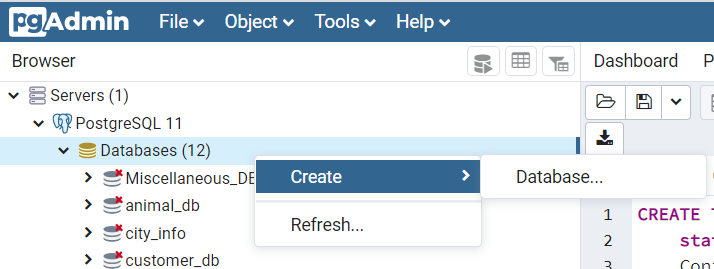 pgAdmin File Object Tools Help
Browser Dashboard P
Servers (1)
PostgreSQL 11
Databases (12)
Miscellaneous_DB Create Database...
animal_db
city_info Refresh... 1 CREATE T
2 stat
customer_db 3 Con